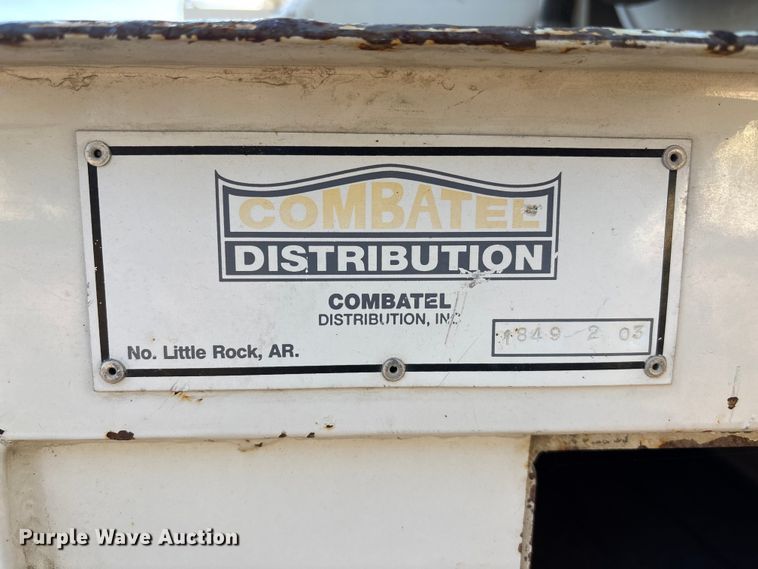 COMBATEL
DISTRIBUTION
COMBATEL
DISTRIBUTION, INC
No. Little Rock, AR.
1849 2 03
Purple Wave Auction